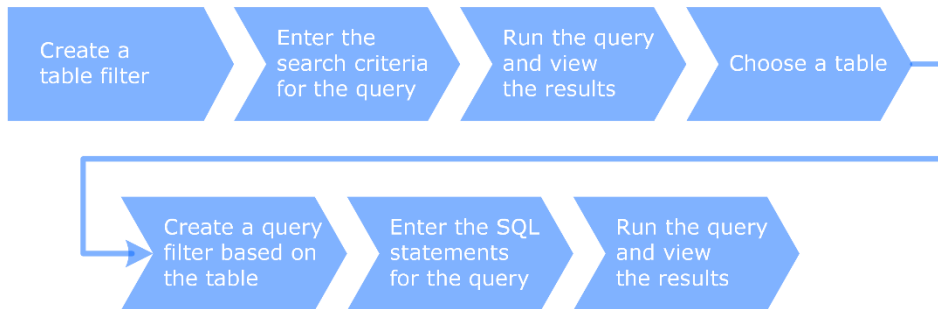 Create a
table filter
Enter the
search criteria
for the query
Run the query
and view
the results
Choose a table
Create a query
filter based on
the table
Enter the SQL
statements
for the query
Run the query
and view
the results